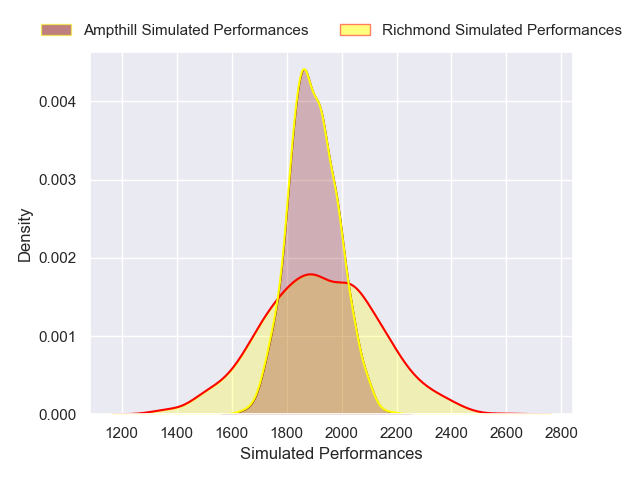 Ampthill Simulated Performances
Richmond Simulated Performances
0.004
0.003
0.002
0.001
0.000
Density
1200 1400 1600 1800 2000 2200 2400 2600 2800
Simulated Performances